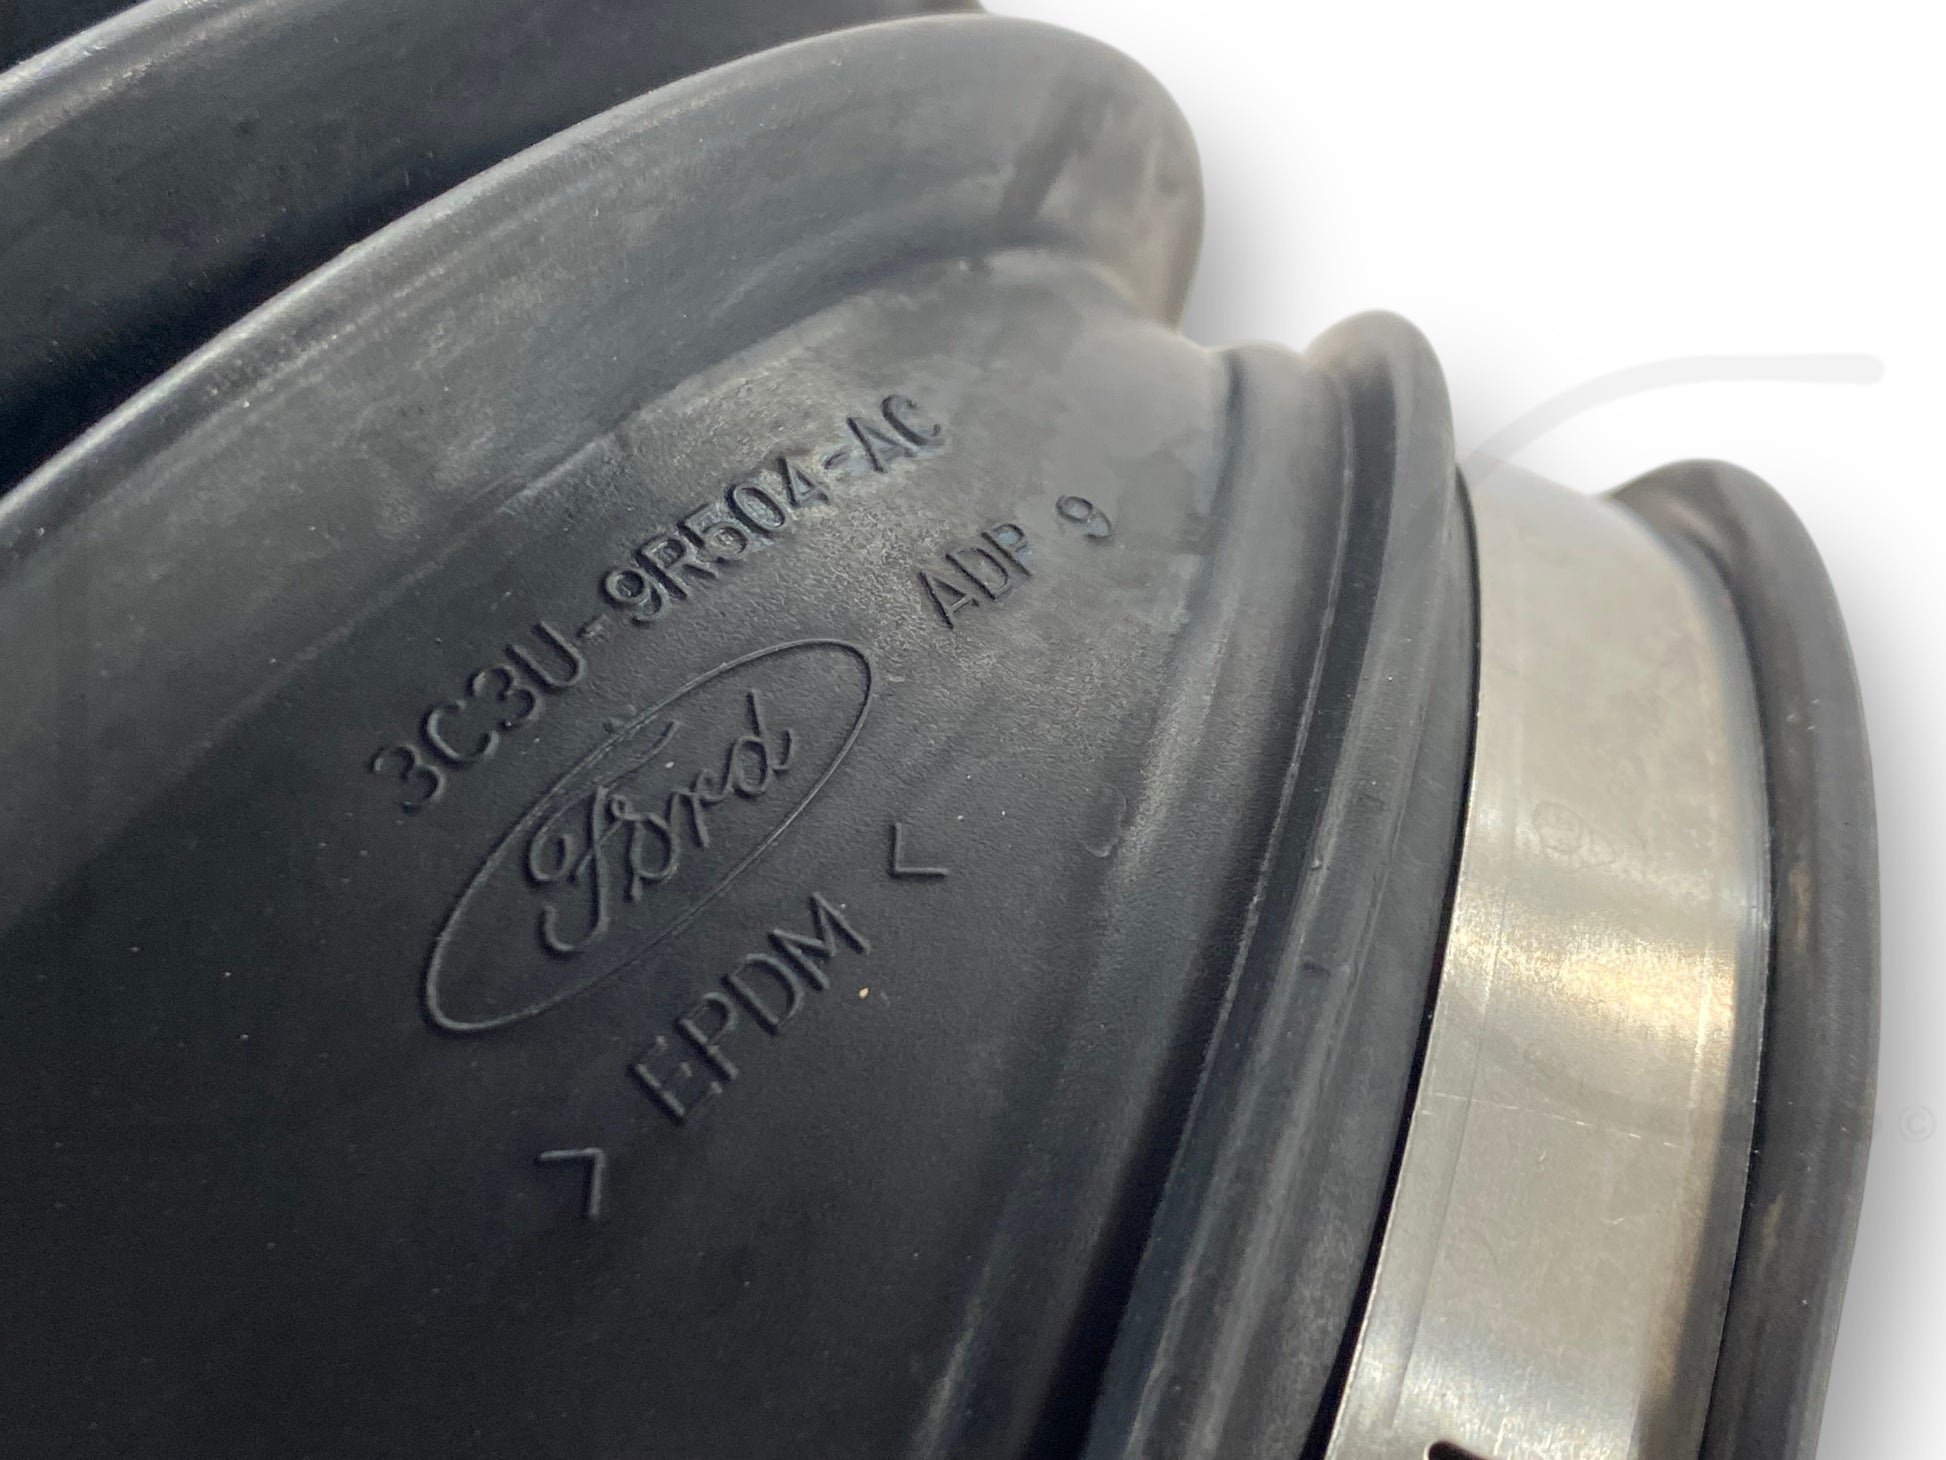 3C3U-9R504-AC
ADP 9
Ford
> EPDM <
©